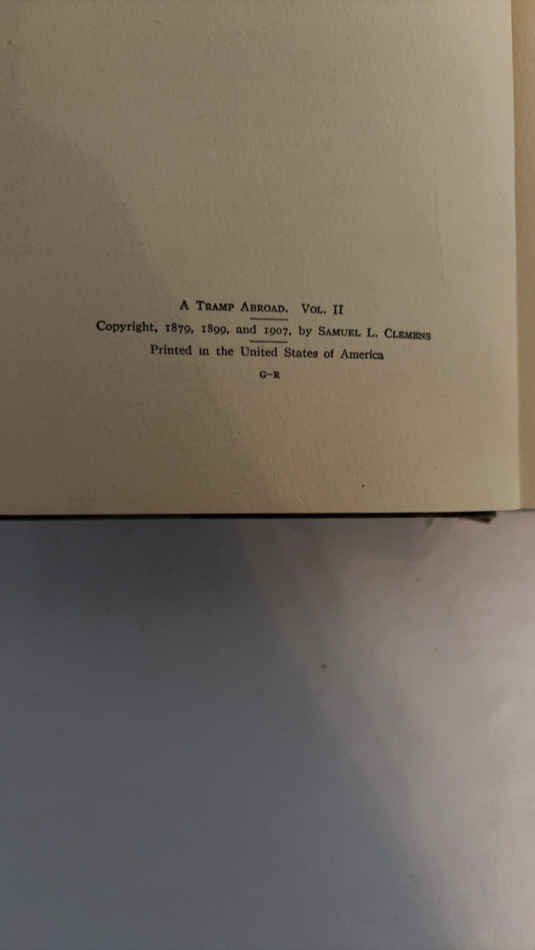 A TRAMP ABROAD. VOL. II
Copyright, 1879, 1899, and 1907, by SAMUEL L. CLEMENS
Printed in the United States of America
G-R